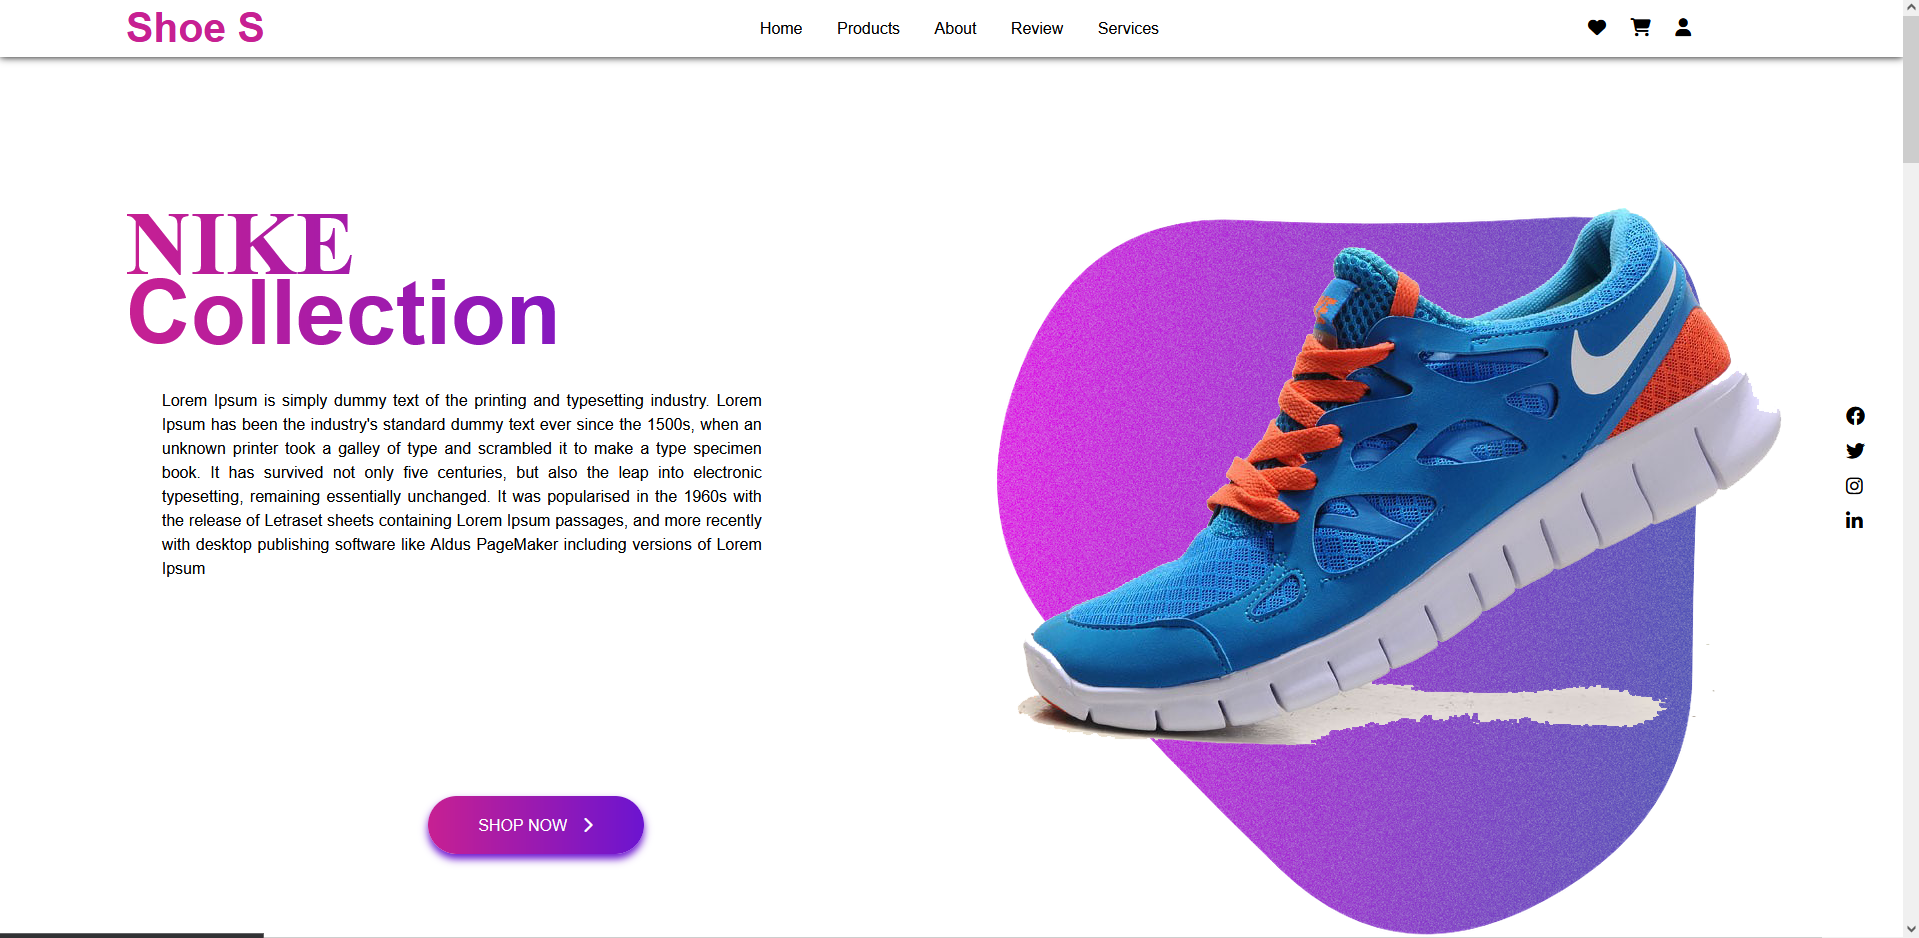 Shoe S
Home
Products
About
Review
Services
NIKE
Collection
Lorem Ipsum is simply dummy text of the printing and typesetting industry. Lorem
Ipsum has been the industry's standard dummy text ever since the 1500s, when an
unknown printer took a galley of type and scrambled it to make a type specimen
book. It has survived not only five centuries, but also the leap into electronic
typesetting, remaining essentially unchanged. It was popularised in the 1960s with
the release of Letraset sheets containing Lorem Ipsum passages, and more recently
with desktop publishing software like Aldus PageMaker including versions of Lorem
Ipsum
SHOP NOW